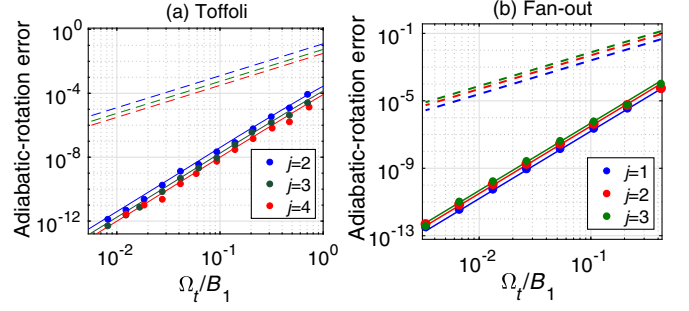 (a) Toffoli
Adiabatic-rotation error
10^0
10^-4
10^-8
10^-12
j=2
j=3
j=4
10^-2
10^-1
10^0
Ω_t/B_1
(b) Fan-out
Adiabatic-rotation error
10^-1
10^-5
10^-9
10^-13
j=1
j=2
j=3
10^-2
10^-1
Ω_t/B_1